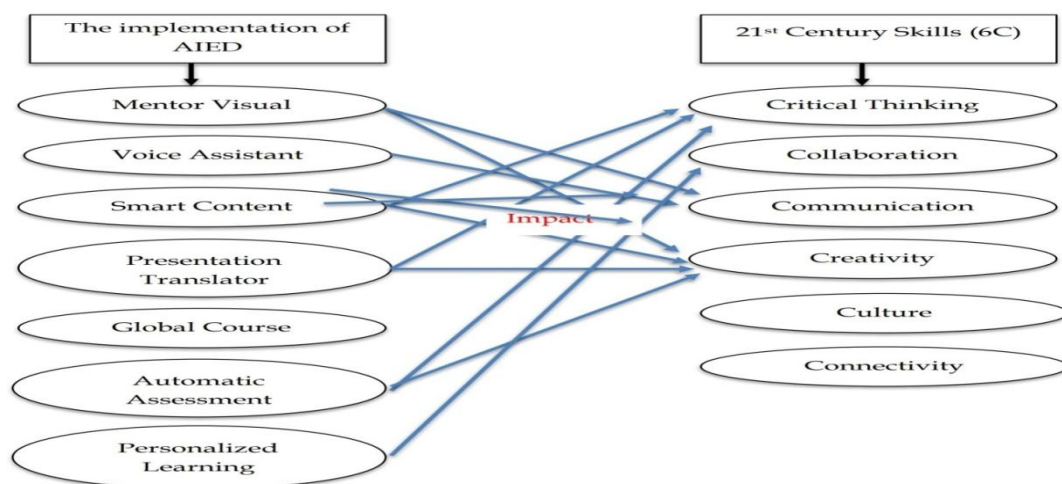 The implementation of
AIED
Mentor Visual
Voice Assistant
Smart Content
Presentation
Translator
Global Course
Automatic
Assessment
Personalized
Learning
Impact
21st Century Skills (6C)
Critical Thinking
Collaboration
Communication
Creativity
Culture
Connectivity